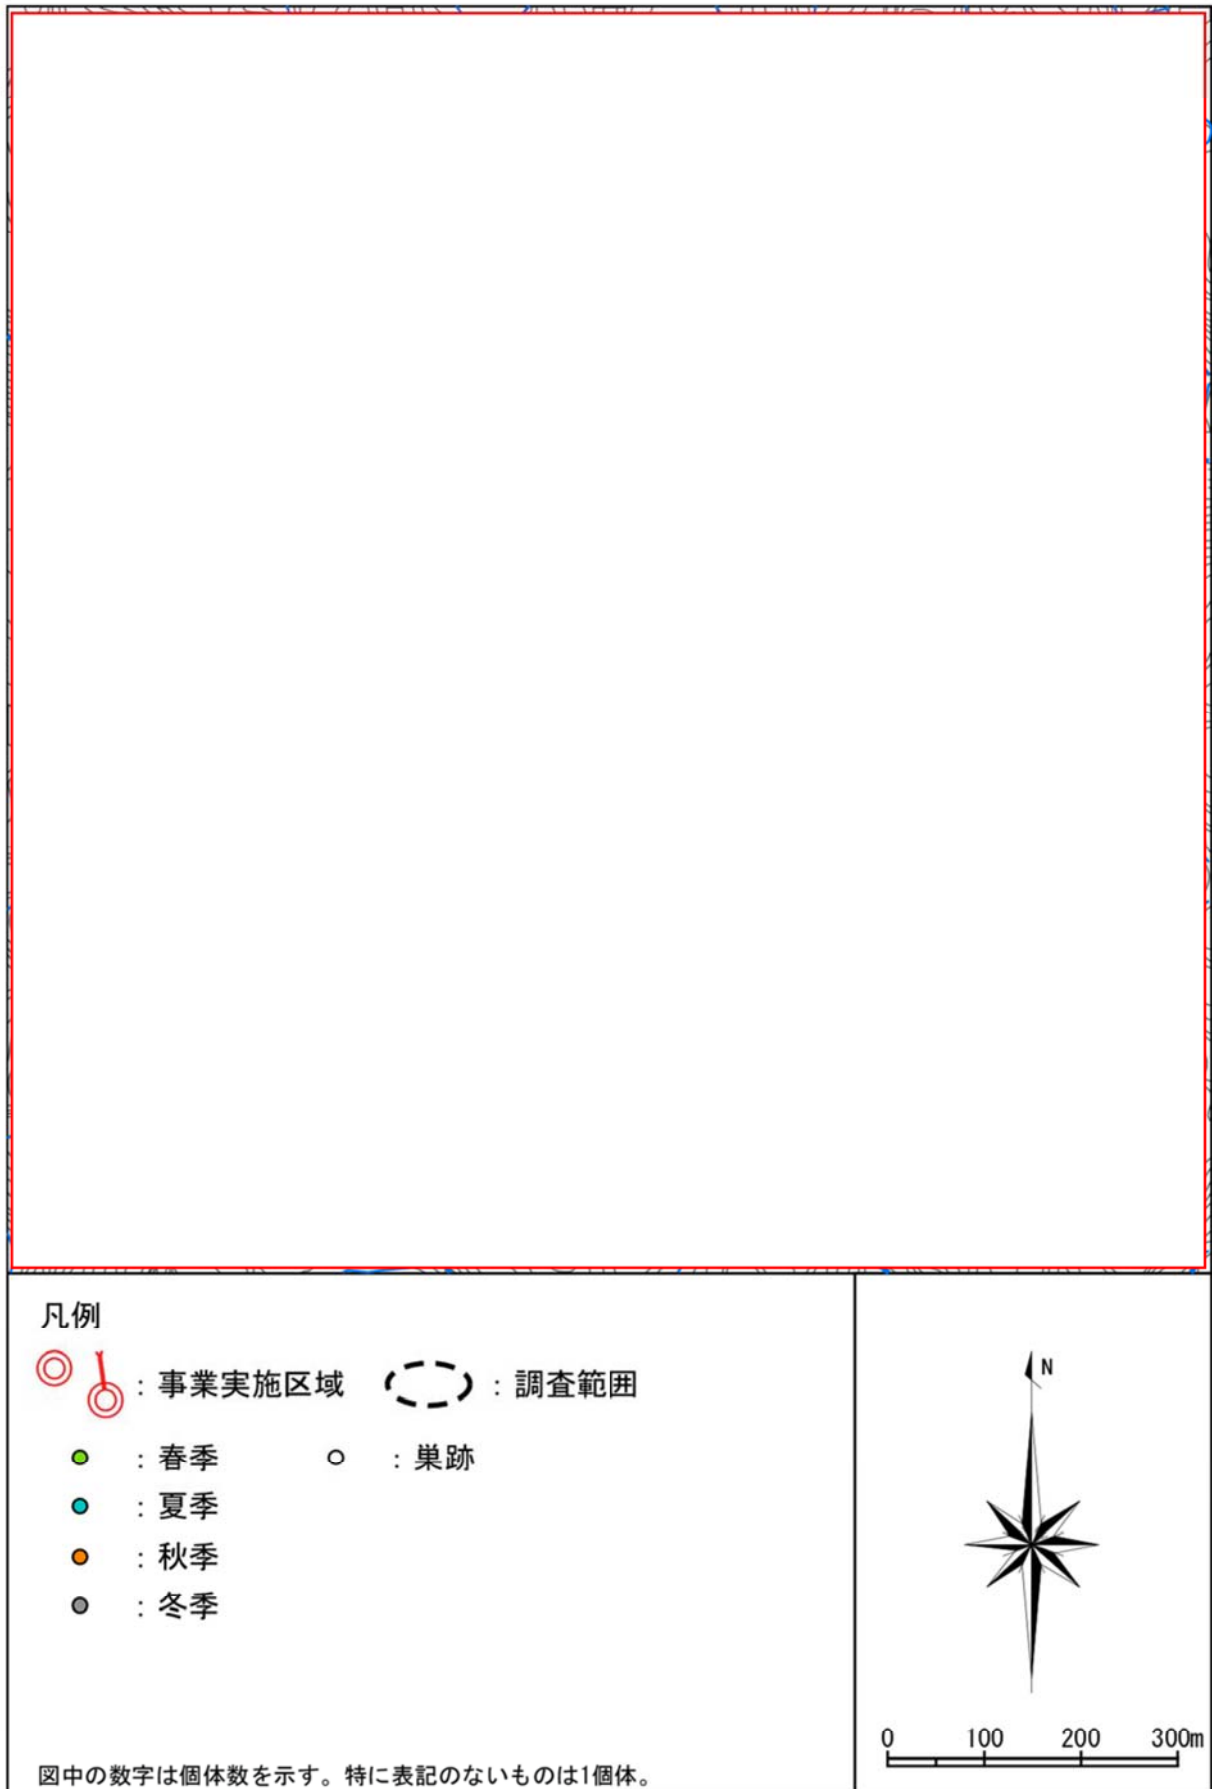 凡例
：事業実施区域　：調査範囲
：春季　：巣跡
：夏季
：秋季
：冬季
図中の数字は個体数を示す。特に表記のないものは1個体。
N
0 100 200 300m